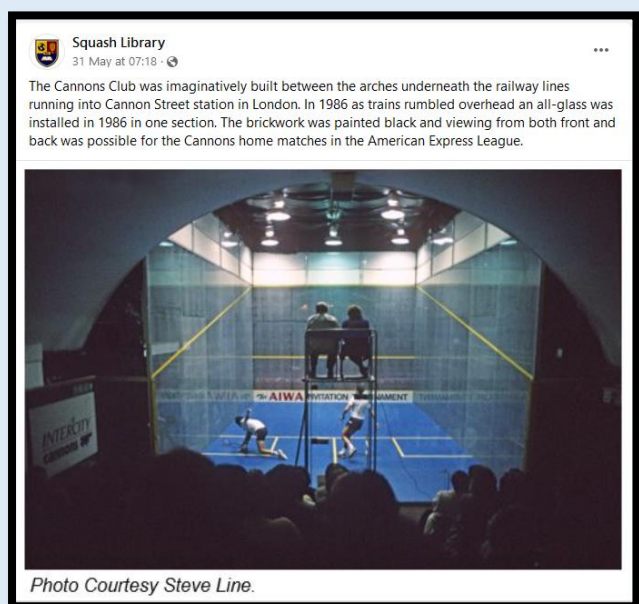 Squash Library
31 May at 07:18 ·
The Cannons Club was imaginatively built between the arches underneath the railway lines
running into Cannon Street station in London. In 1986 as trains rumbled overhead an all-glass was
installed in 1986 in one section. The brickwork was painted black and viewing from both front and
back was possible for the Cannons home matches in the American Express League.
AIWA INVITATION TOURNAMENT
INTERCITY
cannons
Photo Courtesy Steve Line.